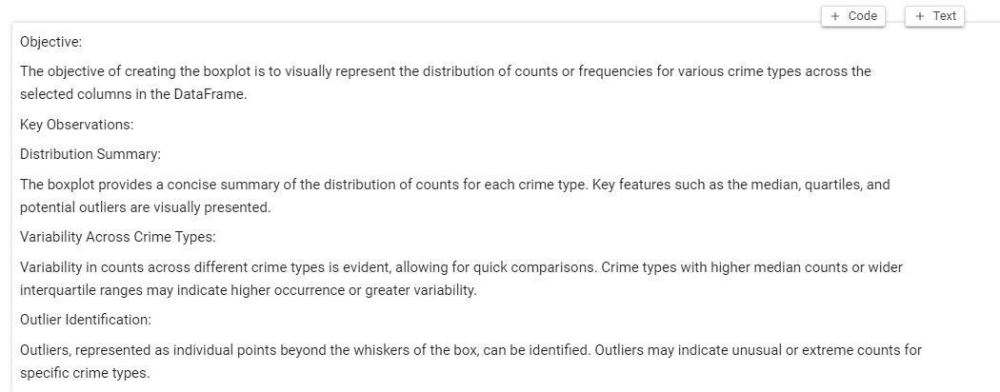 + Code + Text
Objective:
The objective of creating the boxplot is to visually represent the distribution of counts or frequencies for various crime types across the
selected columns in the DataFrame.
Key Observations:
Distribution Summary:
The boxplot provides a concise summary of the distribution of counts for each crime type. Key features such as the median, quartiles, and
potential outliers are visually presented.
Variability Across Crime Types:
Variability in counts across different crime types is evident, allowing for quick comparisons. Crime types with higher median counts or wider
interquartile ranges may indicate higher occurrence or greater variability.
Outlier Identification:
Outliers, represented as individual points beyond the whiskers of the box, can be identified. Outliers may indicate unusual or extreme counts for
specific crime types.